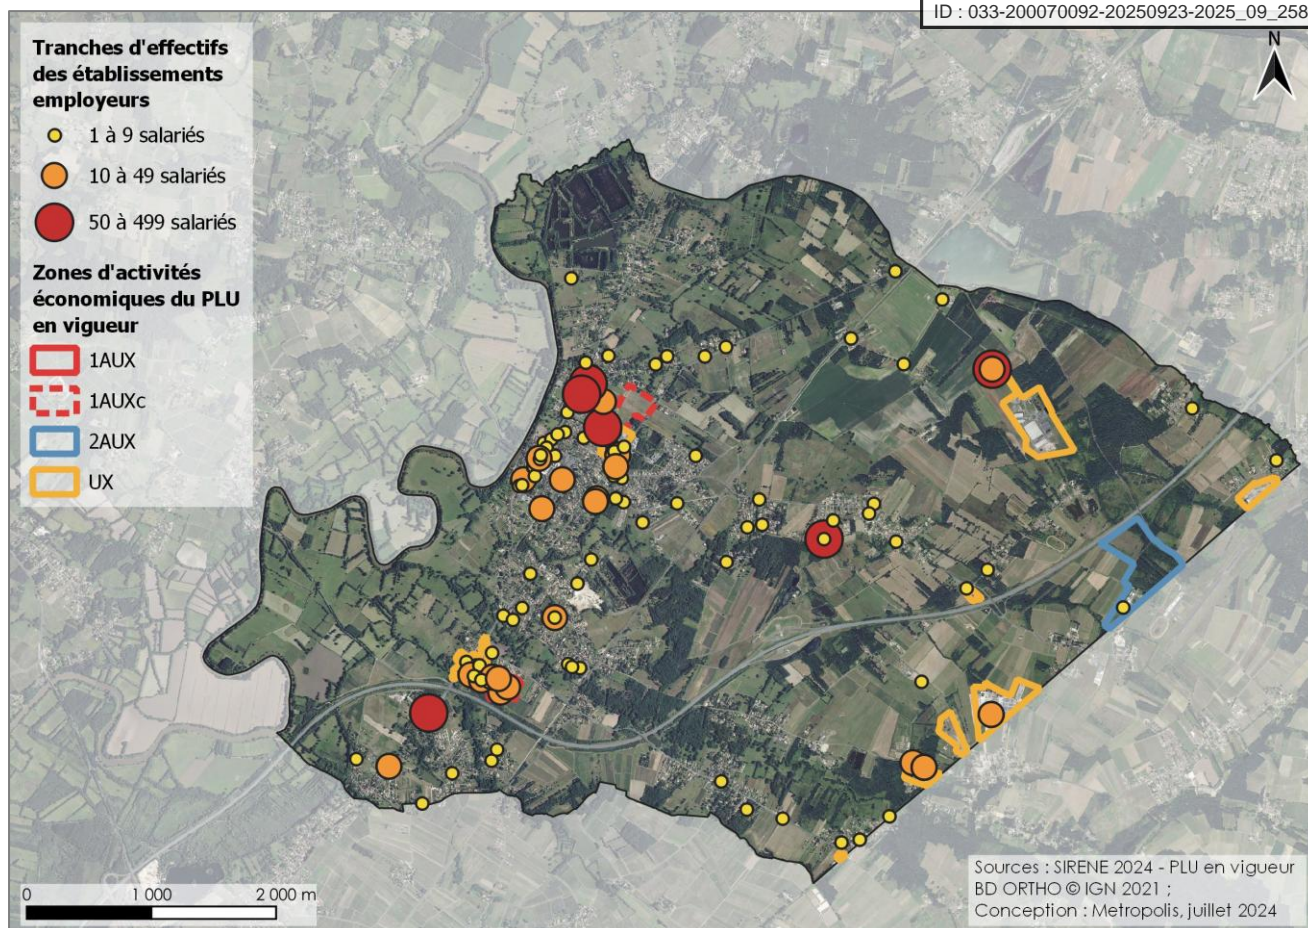 ID : 033-200070092-20250923-2025_09_258
N
Tranches d'effectifs
des établissements
employeurs
1 à 9 salariés
10 à 49 salariés
50 à 499 salariés
Zones d'activités
économiques du PLU
en vigueur
1AUX
1AUXc
2AUX
UX
0 1 000 2 000 m
Sources : SIRENE 2024 - PLU en vigueur
BD ORTHO © IGN 2021 ;
Conception : Metropolis, juillet 2024